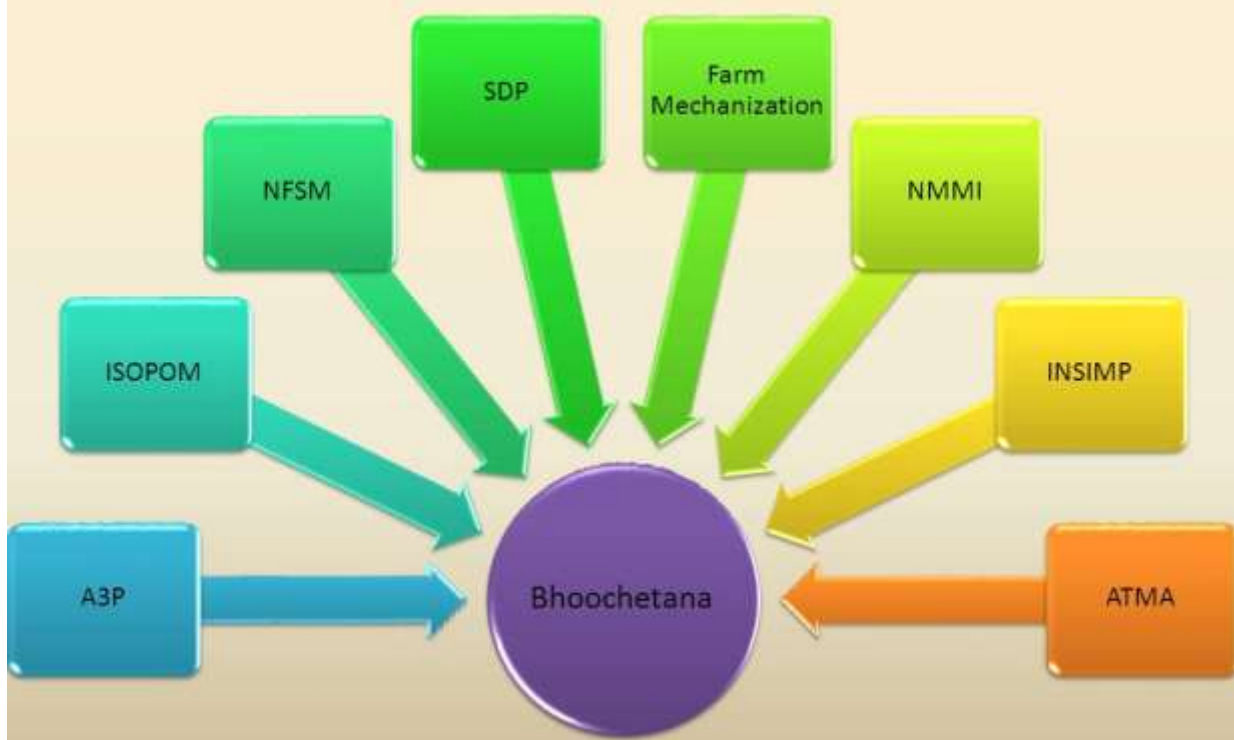 SDP
Farm
Mechanization
NFSM
NMMI
ISOPOM
INSIMP
A3P
Bhoochetana
ATMA